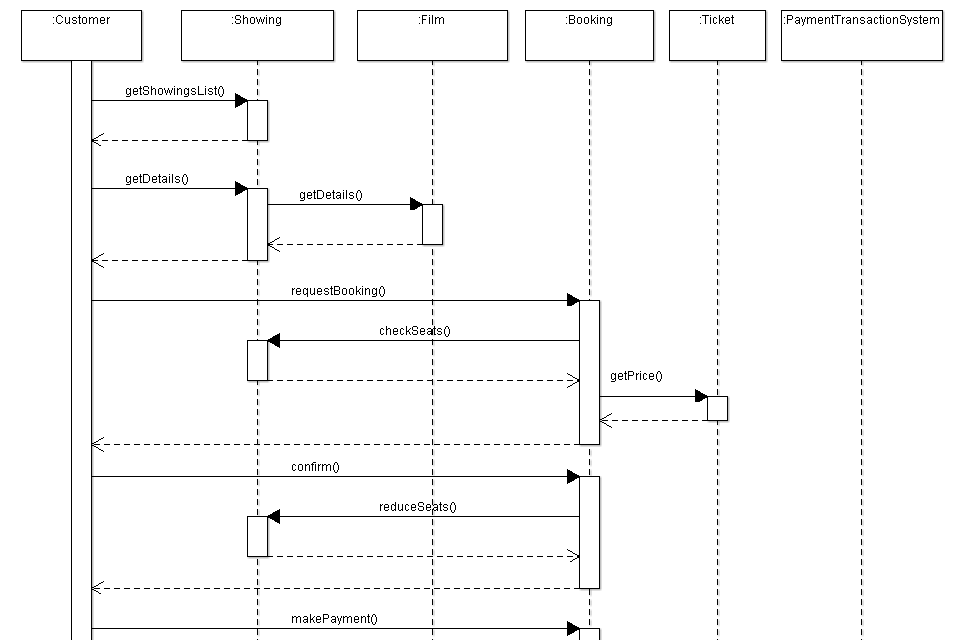 :Customer
:Showing
:Film
:Booking
:Ticket
:PaymentTransactionSystem
getShowingsList()
getDetails()
getDetails()
requestBooking()
checkSeats()
getPrice()
confirm()
reduceSeats()
makePayment()